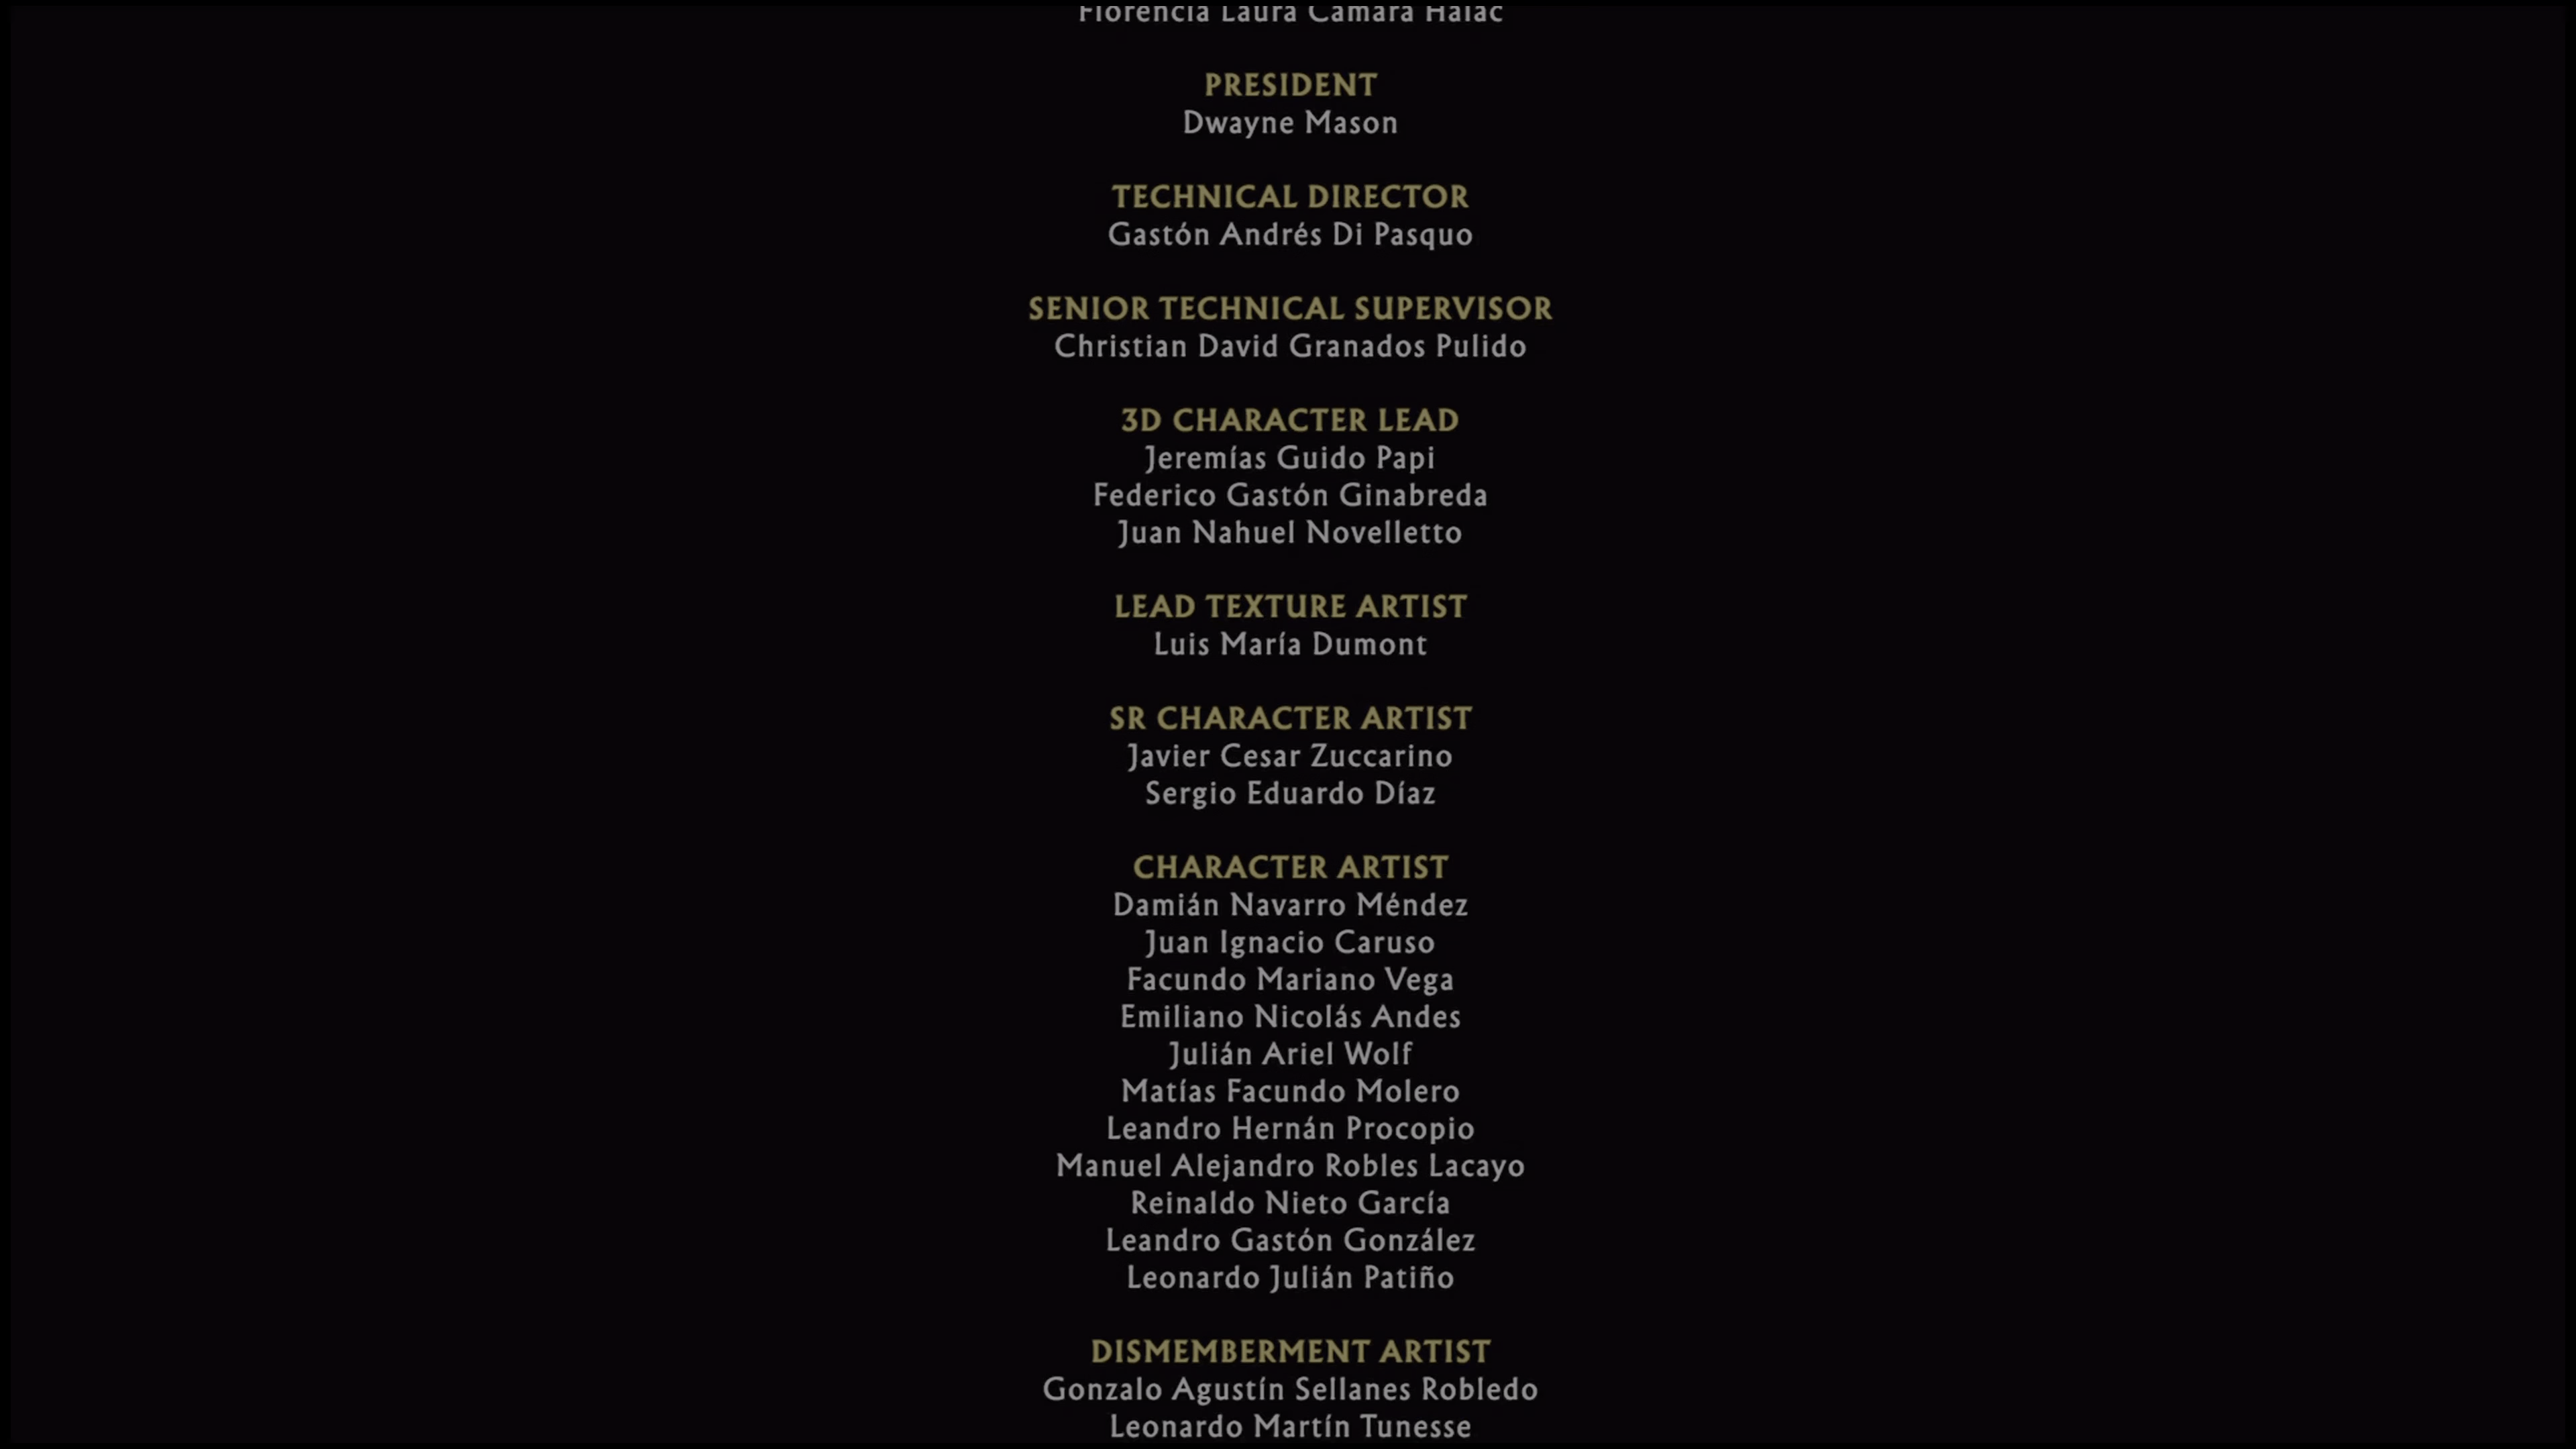 Florencia Laura Camara Halac
PRESIDENT
Dwayne Mason
TECHNICAL DIRECTOR
Gastón Andrés Di Pasquo
SENIOR TECHNICAL SUPERVISOR
Christian David Granados Pulido
3D CHARACTER LEAD
Jeremías Guido Papi
Federico Gastón Ginabreda
Juan Nahuel Novelletto
LEAD TEXTURE ARTIST
Luis María Dumont
SR CHARACTER ARTIST
Javier Cesar Zuccarino
Sergio Eduardo Díaz
CHARACTER ARTIST
Damián Navarro Méndez
Juan Ignacio Caruso
Facundo Mariano Vega
Emiliano Nicolás Andes
Julián Ariel Wolf
Matías Facundo Molero
Leandro Hernán Procopio
Manuel Alejandro Robles Lacayo
Reinaldo Nieto García
Leandro Gastón González
Leonardo Julián Patiño
DISMEMBERMENT ARTIST
Gonzalo Agustín Sellanes Robledo
Leonardo Martín Tunesse